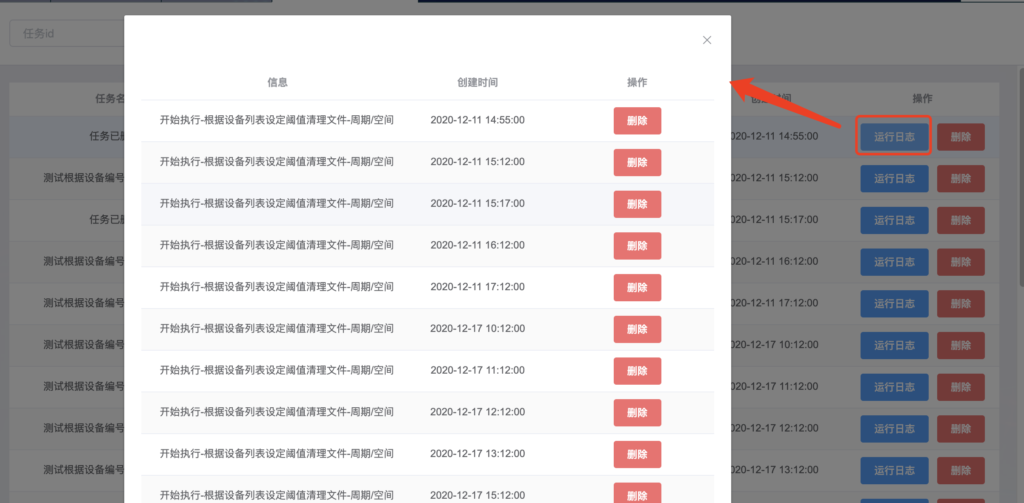 任务id
任务名
创建时间
操作
任务已
2020-12-11 14:55:00
运行日志
删除
测试根据设备编号
2020-12-11 15:12:00
运行日志
删除
任务已
2020-12-11 15:17:00
运行日志
删除
测试根据设备编号
2020-12-11 16:12:00
运行日志
删除
测试根据设备编号
2020-12-11 17:12:00
运行日志
删除
测试根据设备编号
2020-12-17 10:12:00
运行日志
删除
测试根据设备编号
2020-12-17 11:12:00
运行日志
删除
测试根据设备编号
2020-12-17 12:12:00
运行日志
删除
测试根据设备编号
2020-12-17 13:12:00
运行日志
删除
信息 创建时间 操作
开始执行-根据设备列表设定阈值清理文件-周期/空间 2020-12-11 14:55:00 删除
开始执行-根据设备列表设定阈值清理文件-周期/空间 2020-12-11 15:12:00 删除
开始执行-根据设备列表设定阈值清理文件-周期/空间 2020-12-11 15:17:00 删除
开始执行-根据设备列表设定阈值清理文件-周期/空间 2020-12-11 16:12:00 删除
开始执行-根据设备列表设定阈值清理文件-周期/空间 2020-12-11 17:12:00 删除
开始执行-根据设备列表设定阈值清理文件-周期/空间 2020-12-17 10:12:00 删除
开始执行-根据设备列表设定阈值清理文件-周期/空间 2020-12-17 11:12:00 删除
开始执行-根据设备列表设定阈值清理文件-周期/空间 2020-12-17 12:12:00 删除
开始执行-根据设备列表设定阈值清理文件-周期/空间 2020-12-17 13:12:00 删除
开始执行-根据设备列表设定阈值清理文件-周期/空间 2020-12-17 15:12:00 删除